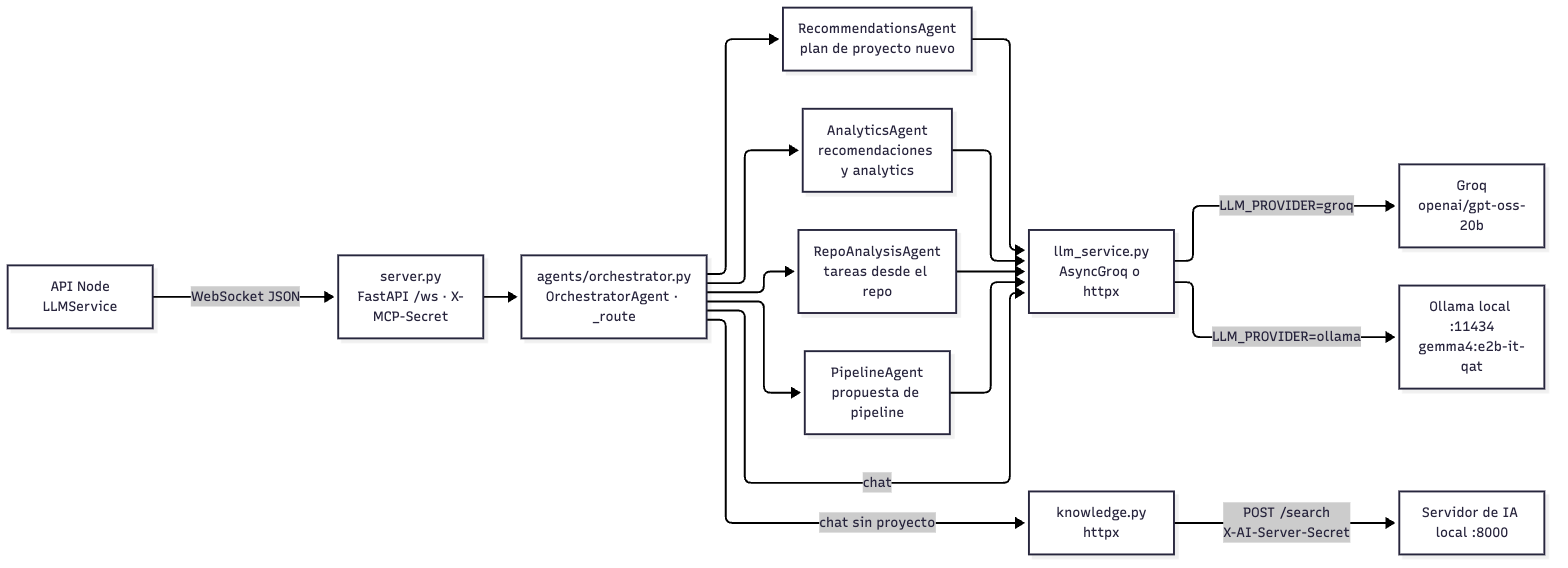 RecommendationsAgent
plan de proyecto nuevo
AnalyticsAgent
recomendaciones
y analytics
RepoAnalysisAgent
tareas desde el
repo
PipelineAgent
propuesta de
pipeline
API Node
LLMService
WebSocket JSON
server.py
FastAPI /ws · X-
MCP-Secret
agents/orchestrator.py
OrchestratorAgent ·
_route
llm_service.py
AsyncGroq o
httpx
LLM_PROVIDER=groq
Groq
openai/gpt-oss-
20b
LLM_PROVIDER=ollama
Ollama local
:11434
gemma4:e2b-it-
qat
chat
chat sin proyecto
knowledge.py
httpx
POST /search
X-AI-Server-Secret
Servidor de IA
local :8000